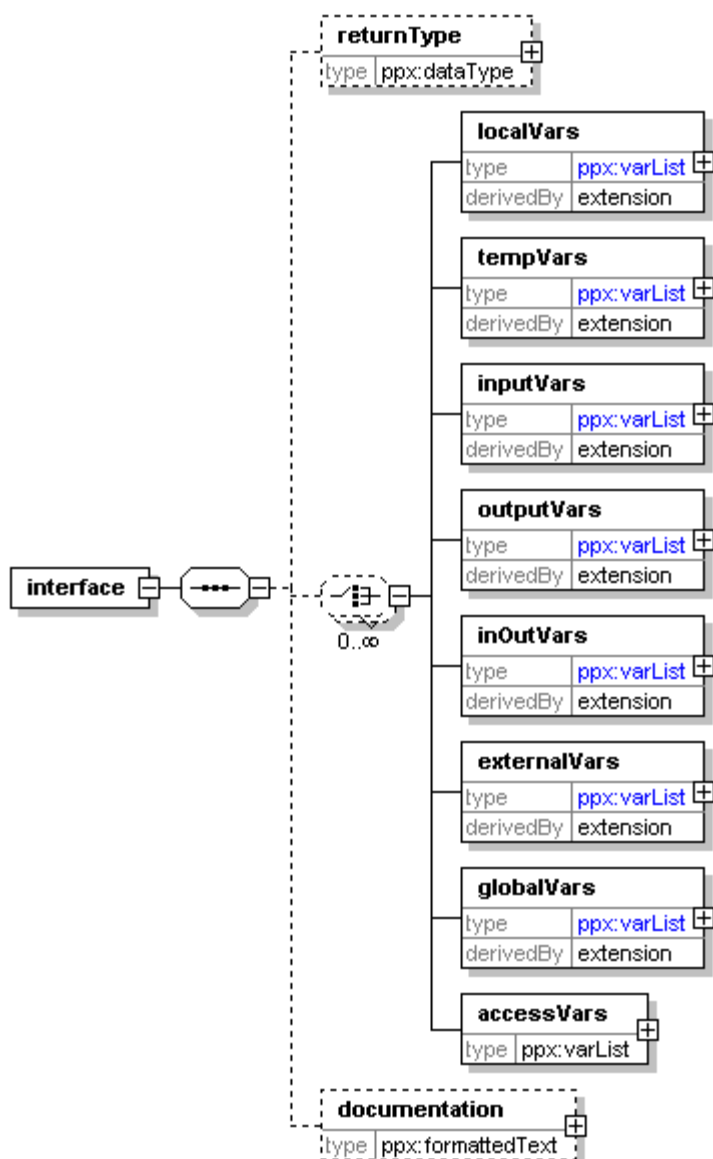 returnType
type ppx:dataType
localVars
type ppx:varList
derivedBy extension
tempVars
type ppx:varList
derivedBy extension
inputVars
type ppx:varList
derivedBy extension
outputVars
type ppx:varList
derivedBy extension
interface
0..∞
inOutVars
type ppx:varList
derivedBy extension
externalVars
type ppx:varList
derivedBy extension
globalVars
type ppx:varList
derivedBy extension
accessVars
type ppx:varList
documentation
type ppx:formattedText